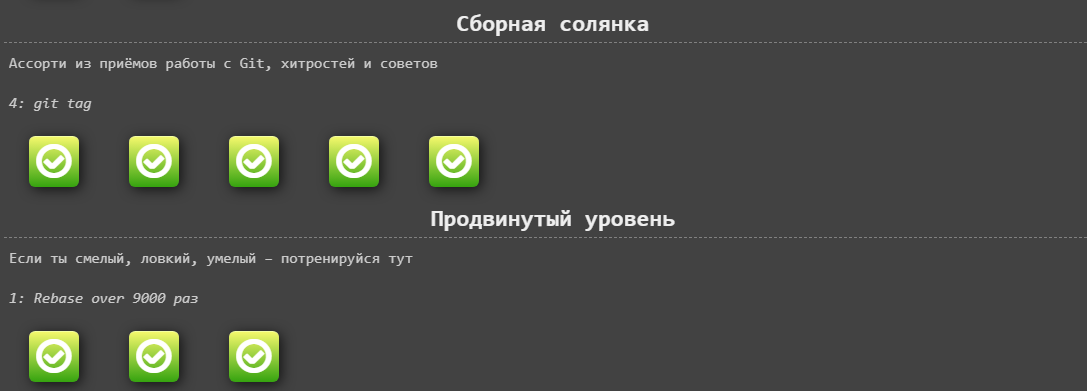 Сборная солянка
Ассорти из приёмов работы с Git, хитростей и советов
4: git tag
Продвинутый уровень
Если ты смелый, ловкий, умелый — потренируйся тут
1: Rebase over 9000 раз